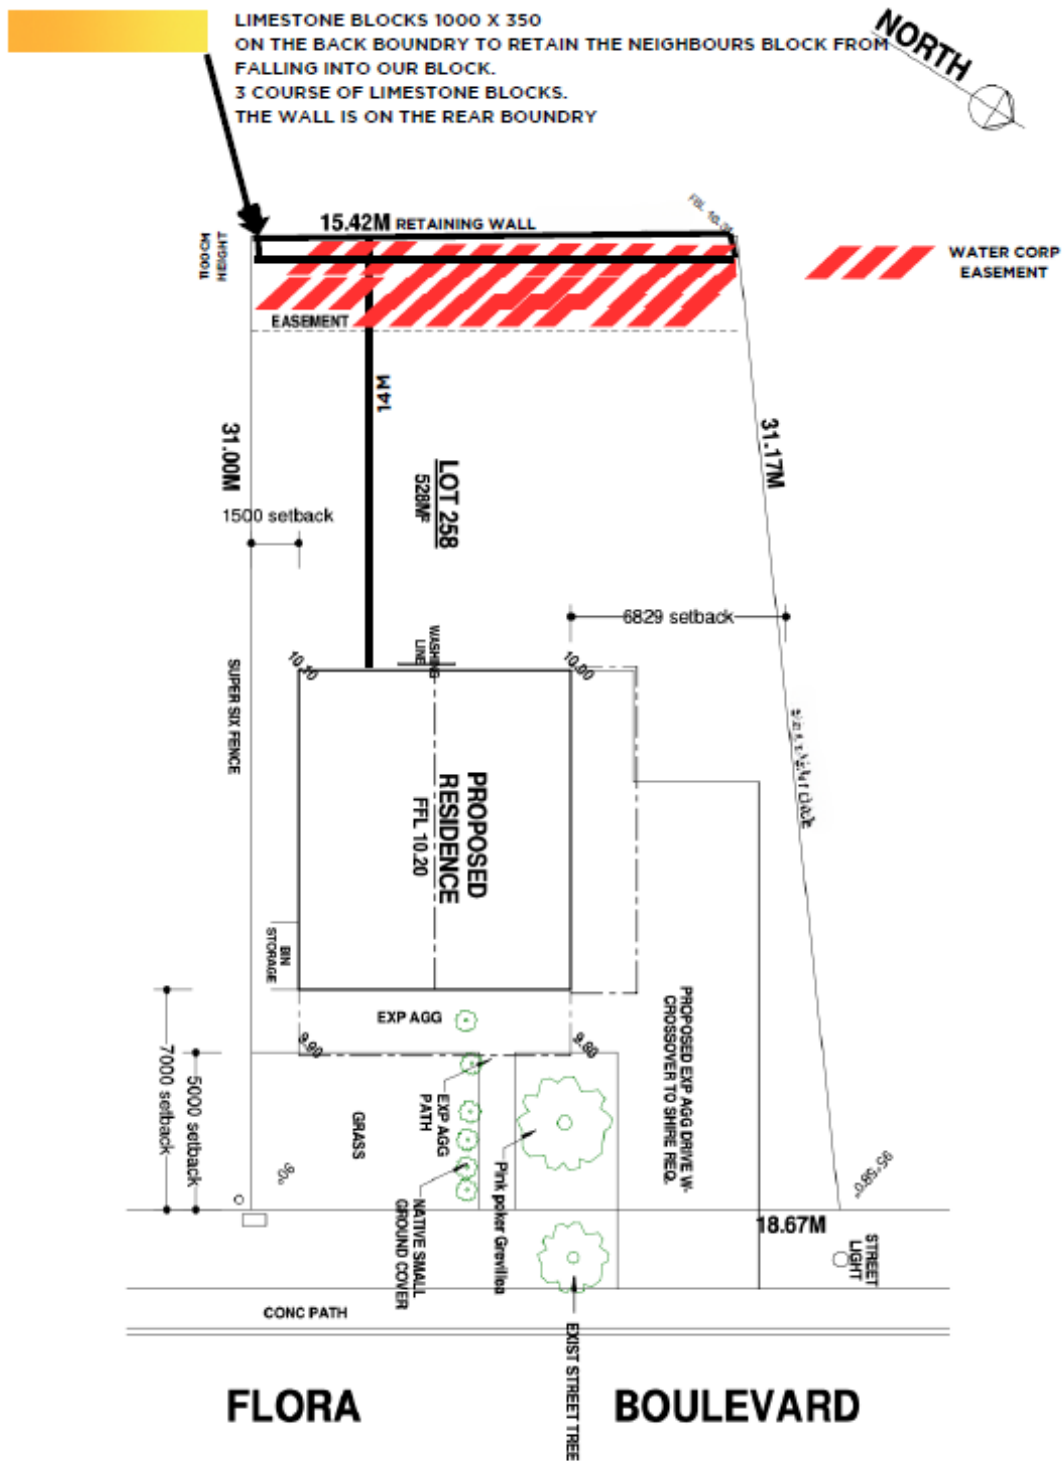 LIMESTONE BLOCKS 1000 X 350
ON THE BACK BOUNDRY TO RETAIN THE NEIGHBOURS BLOCK FROM
FALLING INTO OUR BLOCK.
3 COURSE OF LIMESTONE BLOCKS.
THE WALL IS ON THE REAR BOUNDRY
NORTH
15.42M RETAINING WALL
HEIGHT
1100CM
WATER CORP
EASEMENT
EASEMENT
14M
31.00M
31.17M
LOT 258
528M²
1500 setback
6829 setback
SUPER SIX FENCE
WASHING
LINE
10.10
10.00
PROPOSED
RESIDENCE
FFL 10.20
BIN
STORAGE
EXP AGG
9.90
9.90
7000 setback
5000 setback
GRASS
EXP AGG
PATH
NATIVE SMALL
GROUND COVER
Pink poker Grevillea
PROPOSED EXP AGG DRIVE W-
CROSSOVER TO SHIRE REQ.
90°
95°58'0"
18.67M
STREET
LIGHT
CONC PATH
EXIST STREET TREE
FLORA BOULEVARD